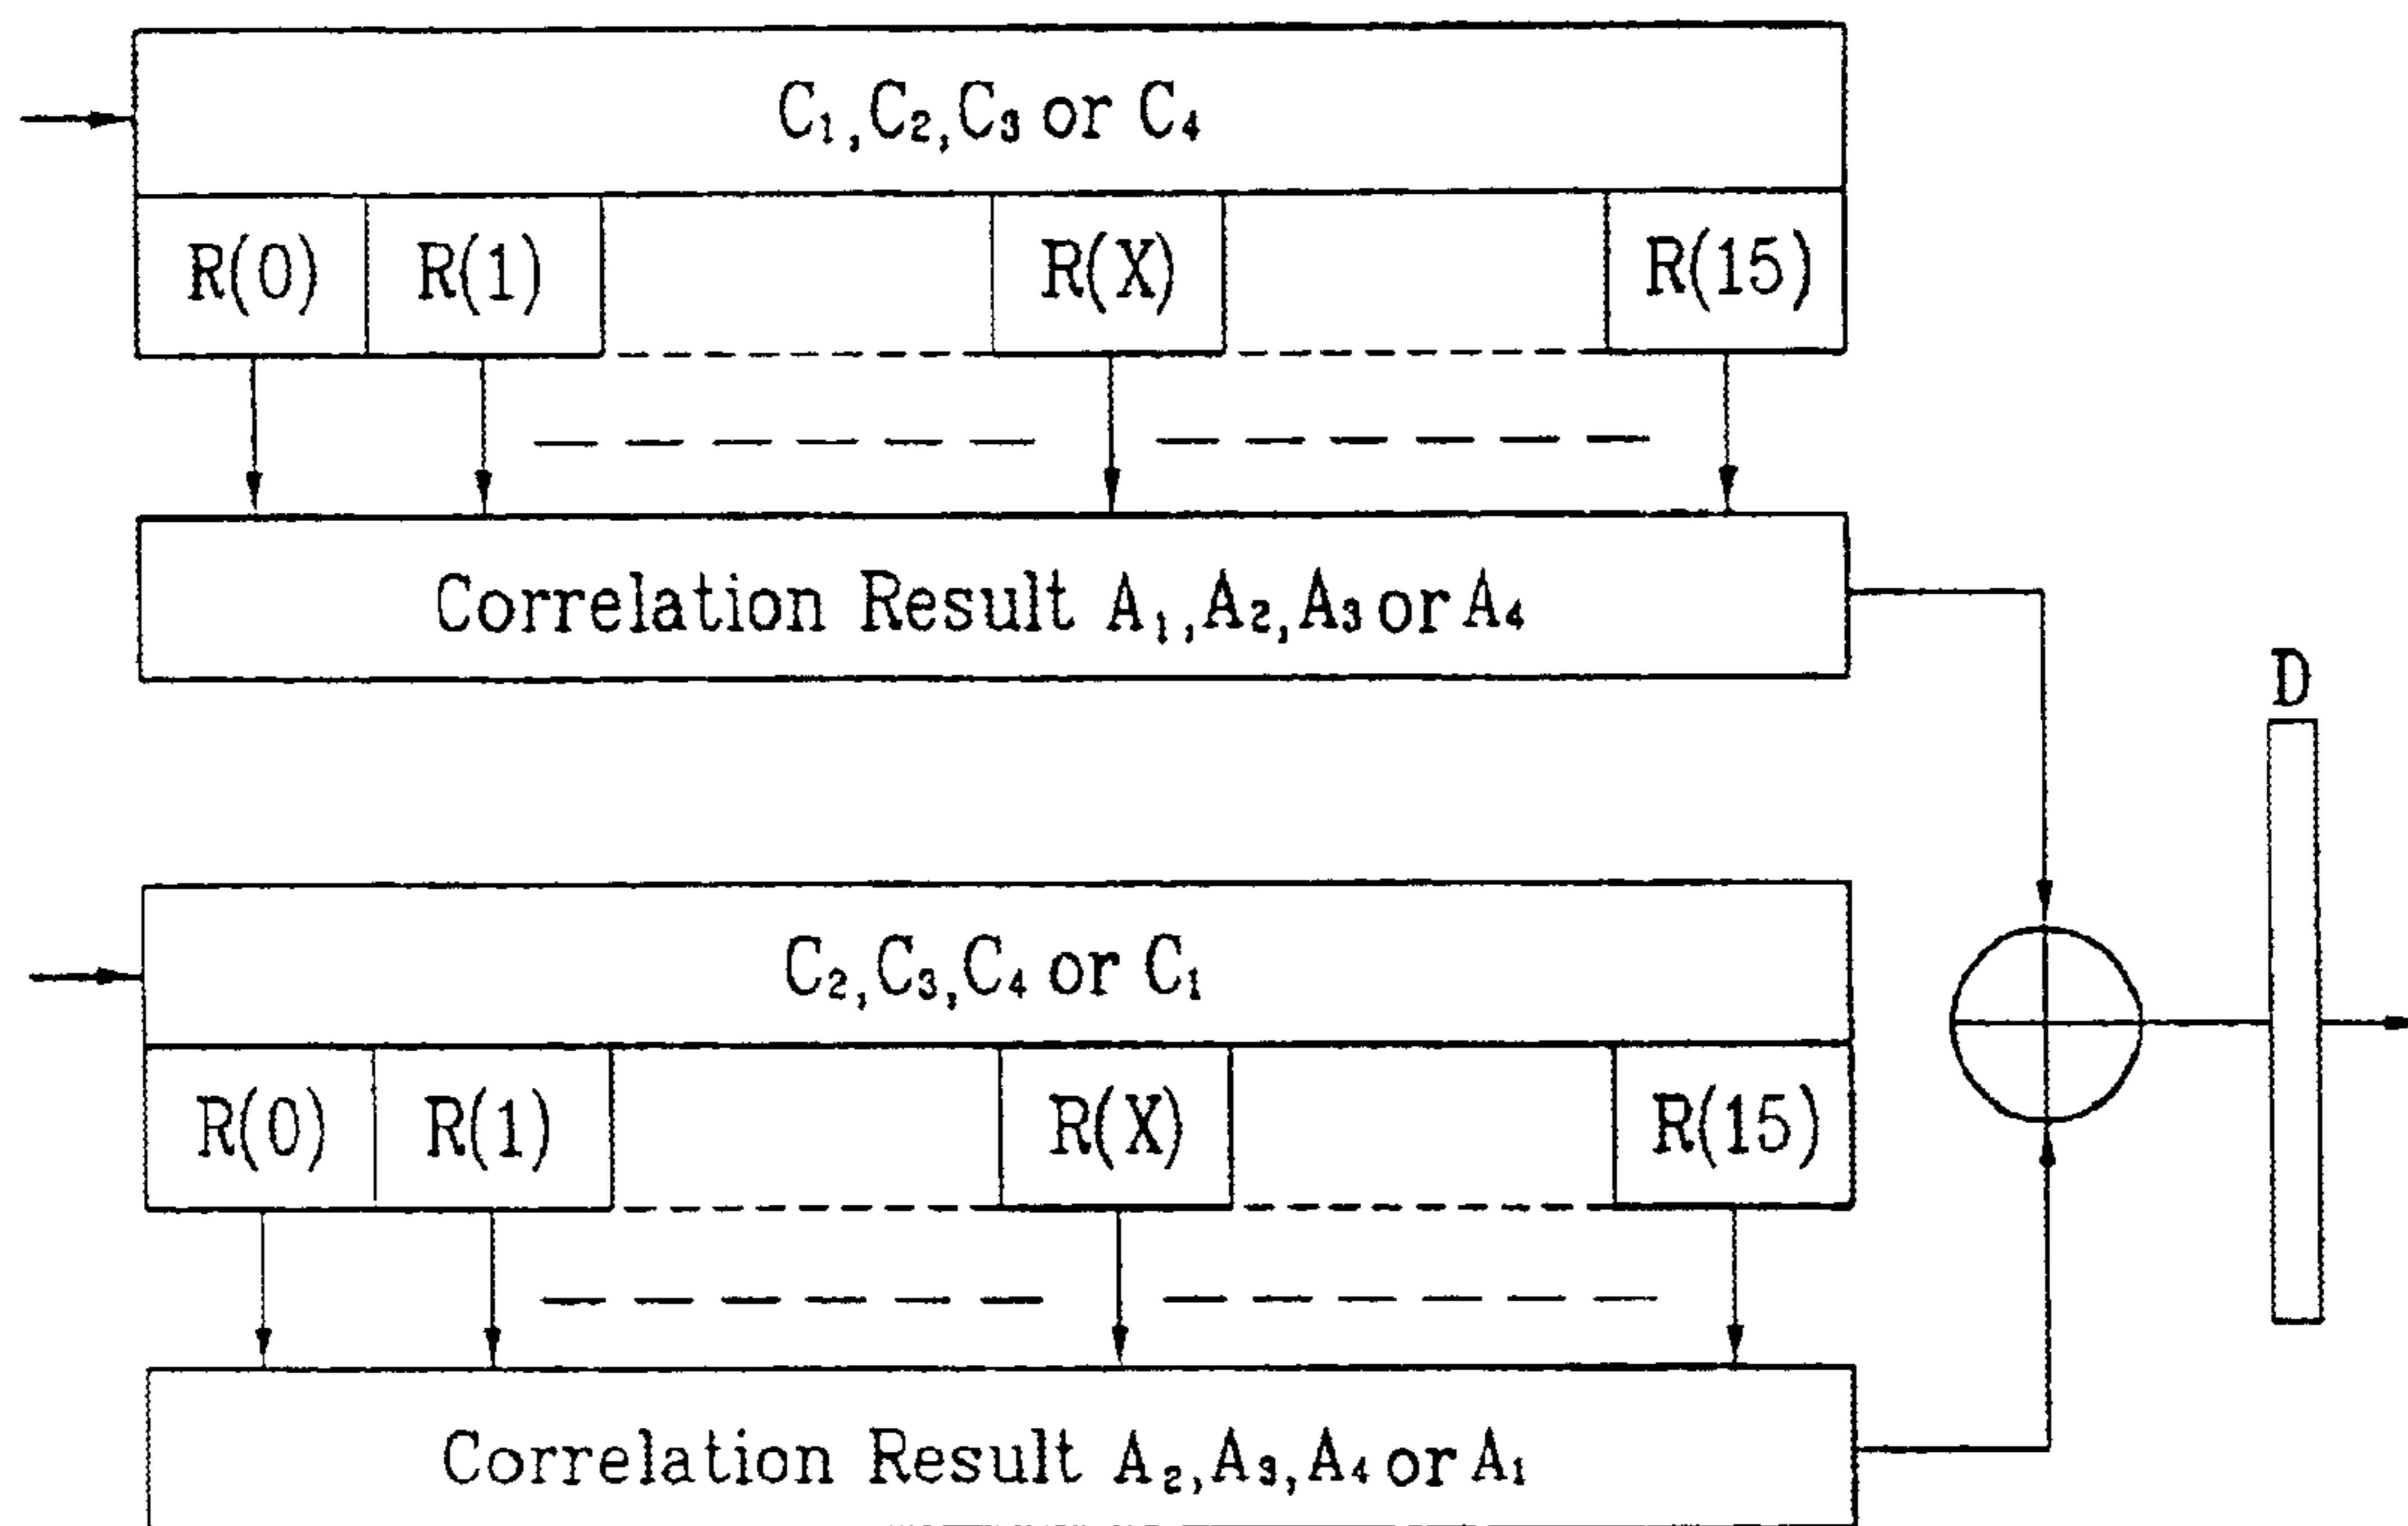 C₁,C₂,C₃ or C₄
R(0) R(1) R(X) R(15)
Correlation Result A₁,A₂,A₃ or A₄
D
C₂,C₃,C₄ or C₁
R(0) R(1) R(X) R(15)
Correlation Result A₂,A₃,A₄ or A₁